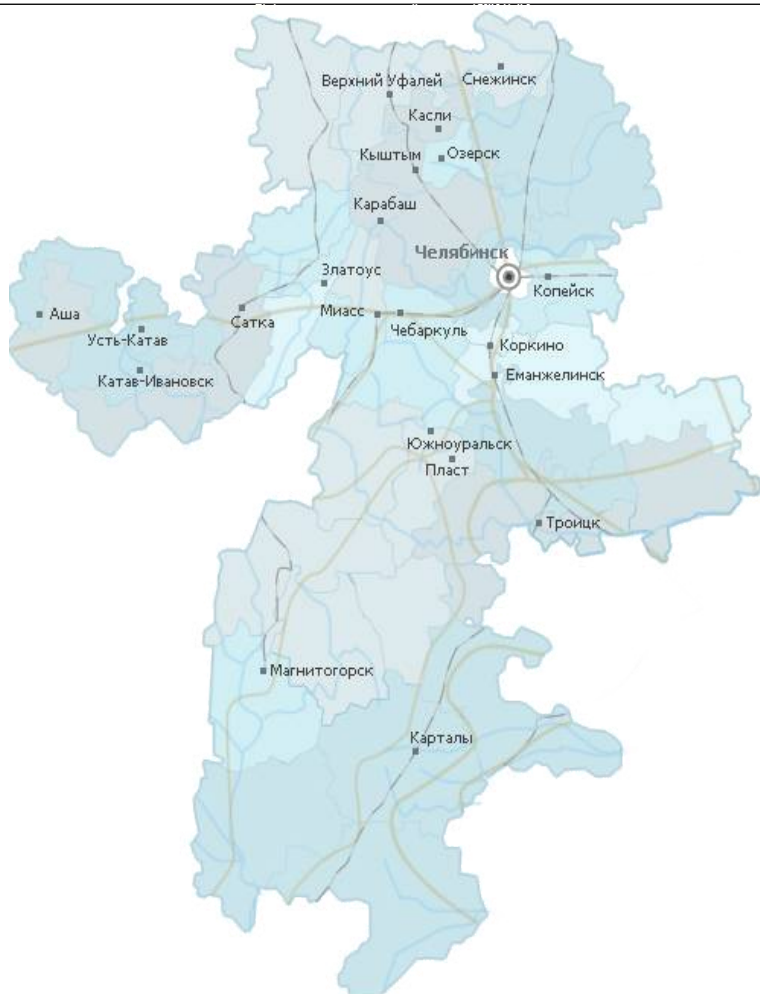 Верхний Уфалей
Снежинск
Касли
Кыштым
Озерск
Карабаш
Челябинск
Златоус
Копейск
Аша
Сатка
Миасс
Чебаркуль
Усть-Катав
Коркино
Катав-Ивановск
Еманжелинск
Южноуральск
Пласт
Троицк
Магнитогорск
Карталы